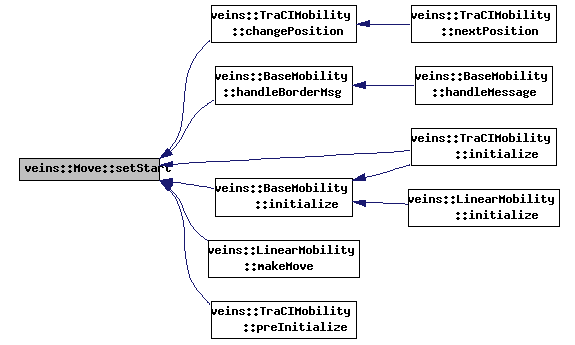 veins::TraCIMobility
::changePosition
veins::TraCIMobility
::nextPosition
veins::BaseMobility
::handleBorderMsg
veins::BaseMobility
::handleMessage
veins::Move::setStart
veins::TraCIMobility
::initialize
veins::BaseMobility
::initialize
veins::LinearMobility
::initialize
veins::LinearMobility
::makeMove
veins::TraCIMobility
::preInitialize